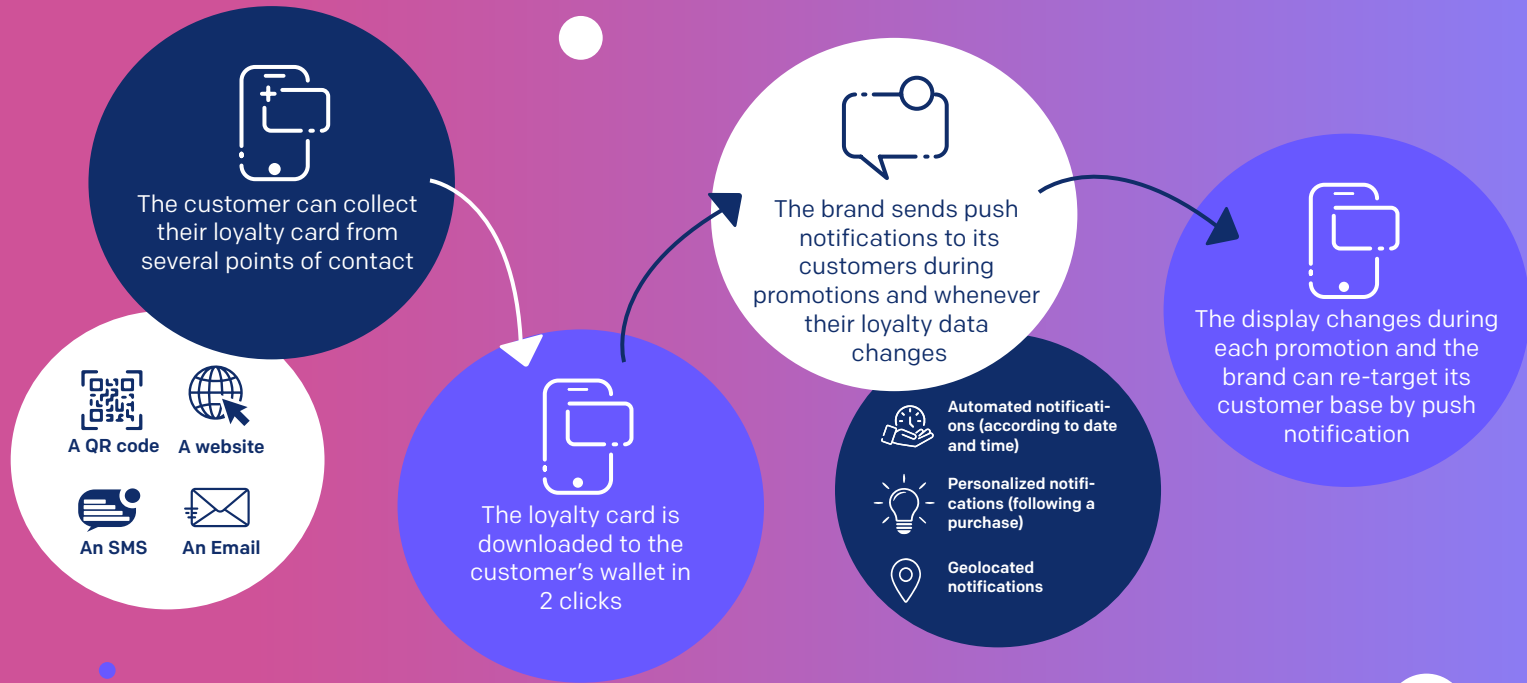 The customer can collect
their loyalty card from
several points of contact
A QR code
A website
An SMS
An Email
The loyalty card is
downloaded to the
customer's wallet in
2 clicks
The brand sends push
notifications to its
customers during
promotions and whenever
their loyalty data
changes
Automated notificati-
ons (according to date
and time)
Personalized notifi-
cations (following a
purchase)
Geolocated
notifications
The display changes during
each promotion and the
brand can re-target its
customer base by push
notification